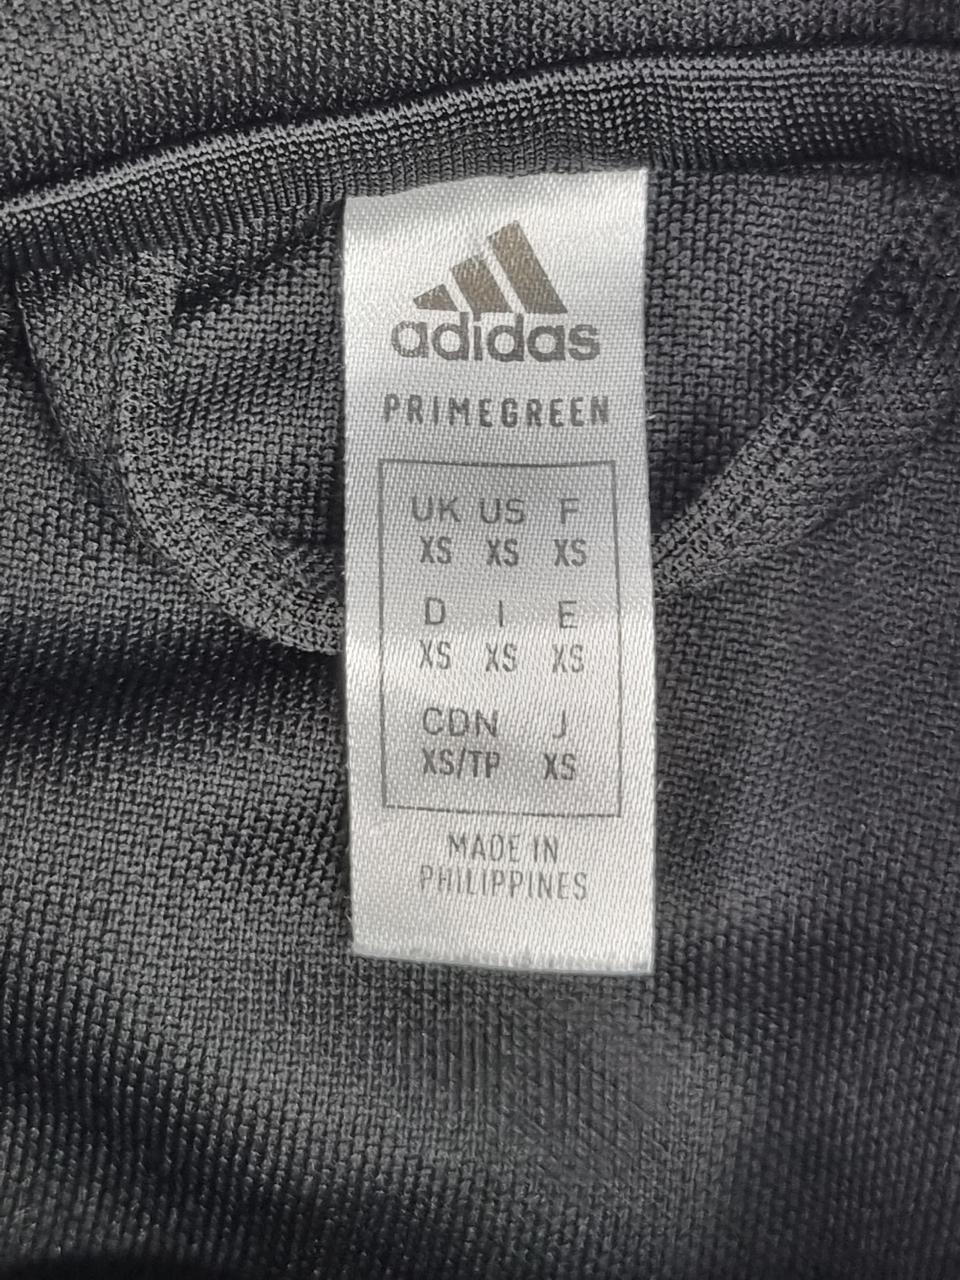 adidas
PRIMEGREEN
UK US F
XS XS XS
D I E
XS XS XS
CDN J
XS/TP XS
MADE IN
PHILIPPINES